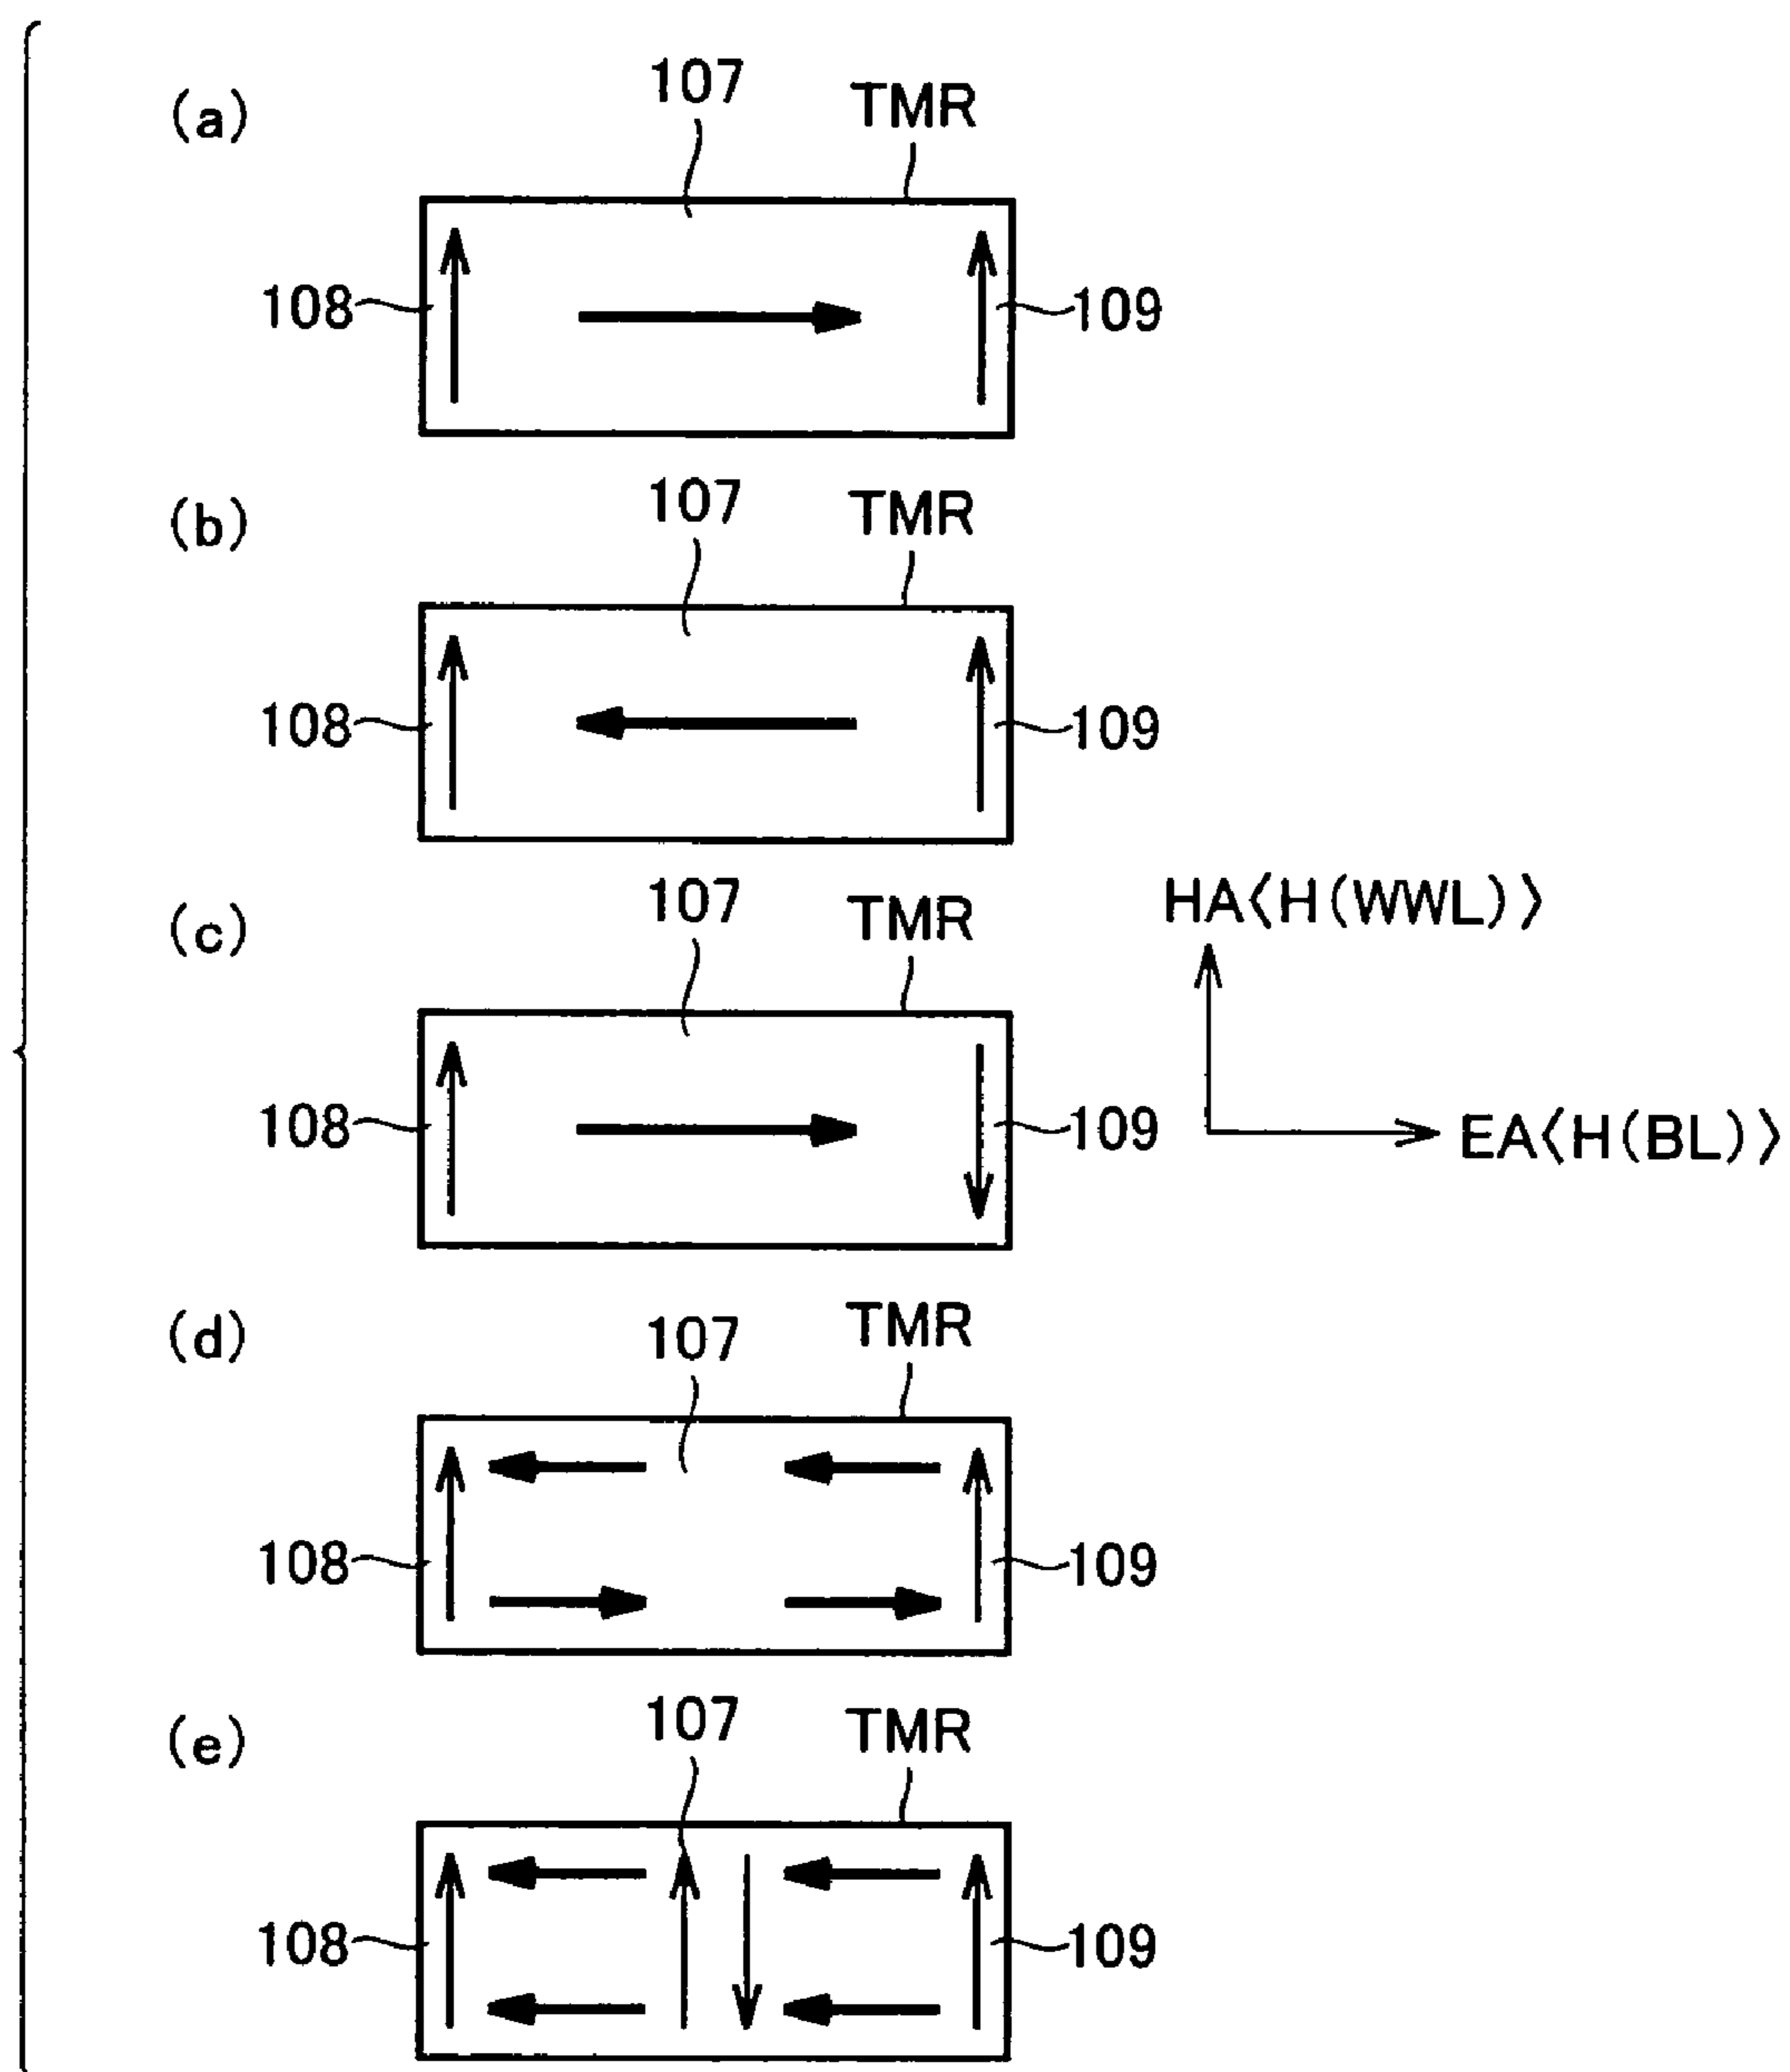 (a) 107 TMR
108 109
(b) 107 TMR
108 109
(c) 107 TMR HA〈H(WWL)〉
108 109 EA〈H(BL)〉
(d) 107 TMR
108 109
(e) 107 TMR
108 109